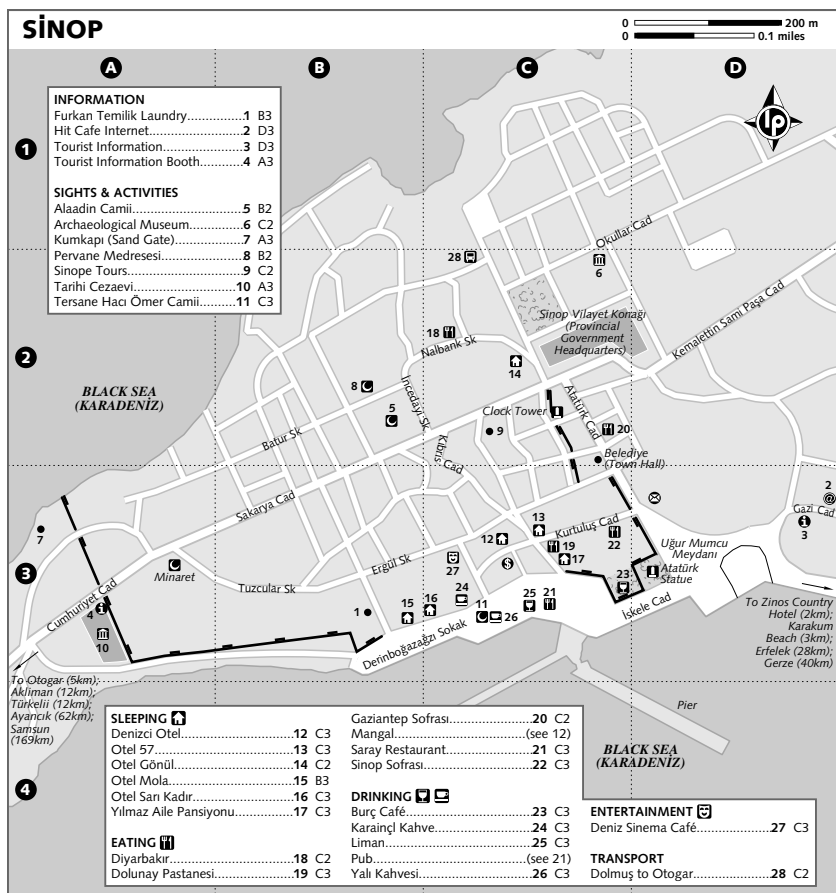 SİNOP
0 200 m
0 0.1 miles
A B C D
INFORMATION
Furkan Temilik Laundry...............1 B3
Hit Cafe Internet.........................2 D3
Tourist Information.....................3 D3
Tourist Information Booth...........4 A3
SIGHTS & ACTIVITIES
Alaadin Camii..............................5 B2
Archaeological Museum..............6 C2
Kumkapı (Sand Gate)..................7 A3
Pervane Medresesi......................8 B2
Sinope Tours...............................9 C2
Tarihi Cezaevi............................10 A3
Tersane Hacı Ömer Camii..........11 C3
1
lp
Okullar Cad
28
6
Sinop Vilayet Konağı
(Provincial
Government
Headquarters)
Kemalettin Sami Paşa Cad
18
Nalbank Sk
2
14
BLACK SEA
(KARADENİZ)
8
İncedayı Sk
5
Clock Tower
Atatürk Cad
9
20
Batur Sk
Kıbrıs Cad
Belediye
(Town Hall)
Sakarya Cad
2
@
Gazi Cad
3
7
13
Kurtuluş Cad
12
19
22
17
Uğur Mumcu
Meydanı
3
Minaret
Ergül Sk
27
$
Tuzcular Sk
23
Atatürk
Statue
Cumhuriyet Cad
4
10
1
15
16
24
11
26
25
21
İskele Cad
Derinboğazağzı Sokak
To Zinos Country
Hotel (2km);
Karakum
Beach (3km);
Erfelek (28km);
Gerze (40km)
To Otogar (5km);
Akliman (12km);
Türkelii (12km);
Ayancık (62km);
Samsun
(169km)
Pier
BLACK SEA
(KARADENİZ)
4
SLEEPING
Denizci Otel.......................12 C3
Otel 57...............................13 C3
Otel Gönül.........................14 C2
Otel Mola...........................15 B3
Otel Sarı Kadır....................16 C3
Yılmaz Aile Pansiyonu........17 C3
EATING
Diyarbakır..........................18 C2
Dolunay Pastanesi..............19 C3
Gaziantep Sofrası...............20 C2
Mangal..........................(see 12)
Saray Restaurant................21 C3
Sinop Sofrası......................22 C3
DRINKING
Burç Café...........................23 C3
Karainçl Kahve...................24 C3
Liman.................................25 C3
Pub................................(see 21)
Yalı Kahvesi........................26 C3
ENTERTAINMENT
Deniz Sinema Café.............27 C3
TRANSPORT
Dolmuş to Otogar..............28 C2